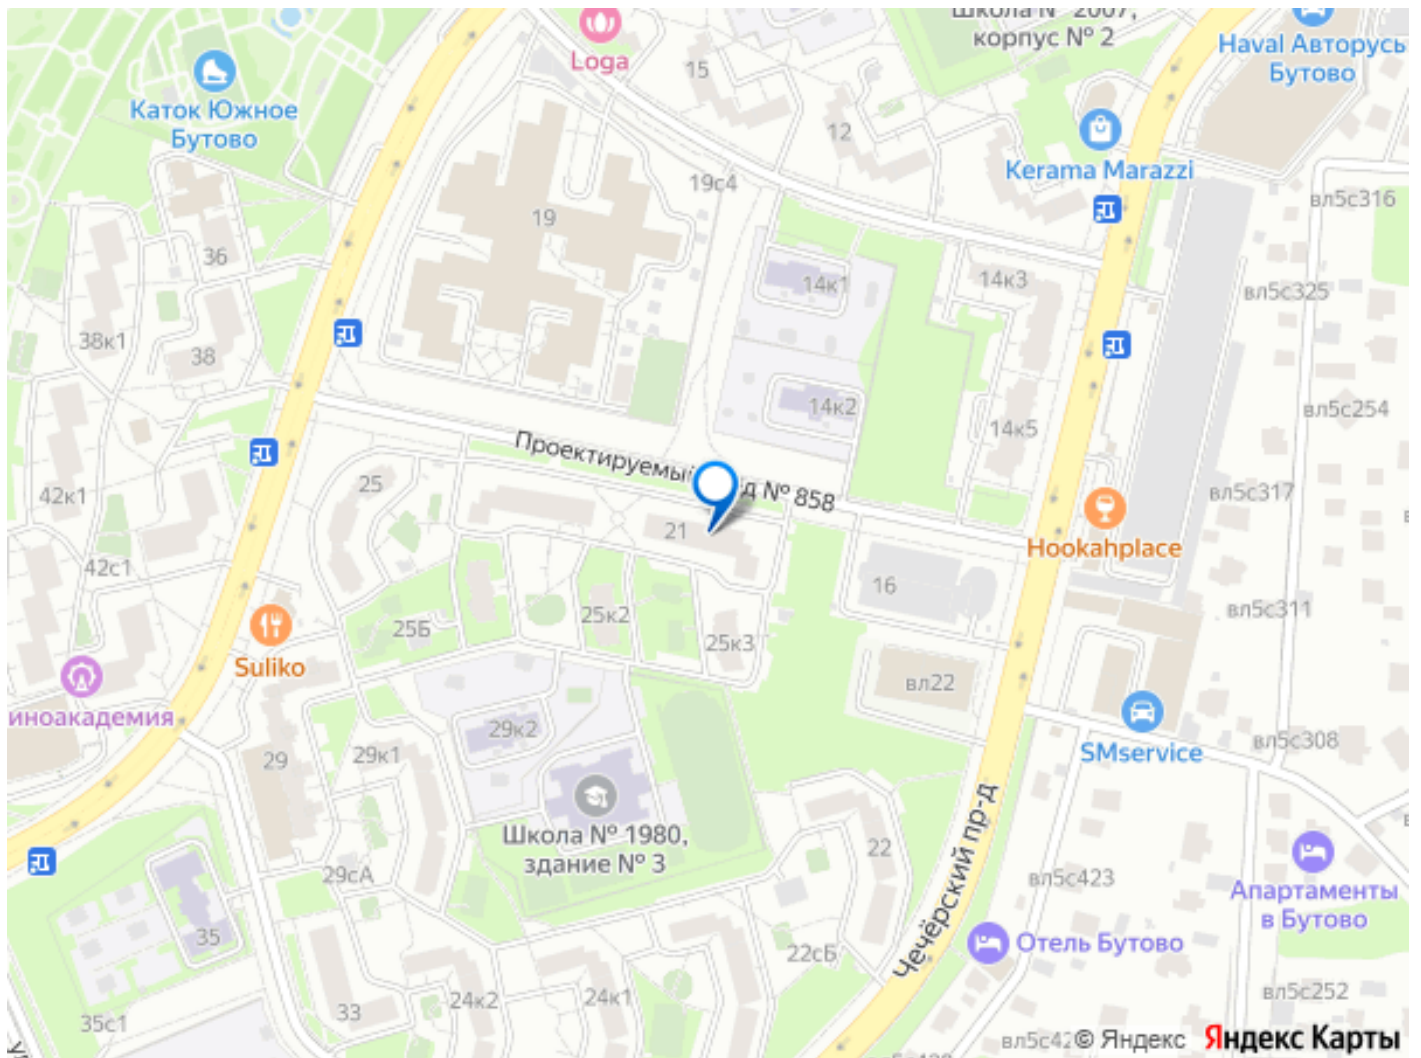 Школа № 2007,
корпус № 2
Haval Авторусь
Бутово
Loga
15
Каток Южное
Бутово
12
Kerama Marazzi
19с4
вл5с316
19
36
14к1
14к3
вл5с325
38к1
38
14к2
вл5с254
14к5
Проектируемый
д № 858
25
42к1
вл5с317
21
Hookahplace
42с1
16
вл5с311
25Б
25к2
25к3
Suliko
вл22
иноакадемия
29к2
29к1
29
вл5с308
SMservice
Школа № 1980,
здание № 3
22
29сА
вл5с423
Чечёрский пр-д
Апартаменты
в Бутово
35
22сБ
Отель Бутово
24к2
24к1
вл5с252
33
35с1
вл5с42
© Яндекс
Яндекс Карты